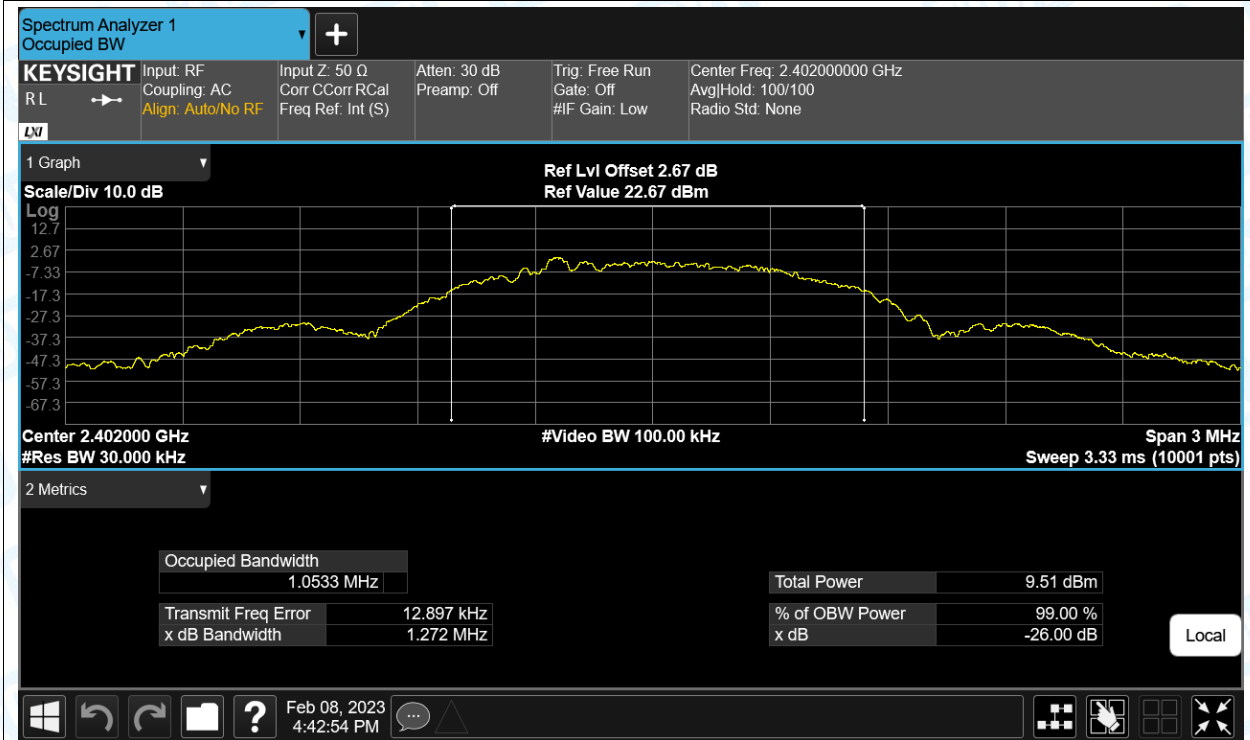 Spectrum Analyzer 1
Occupied BW
KEYSIGHT
R L
LXI
Input: RF
Coupling: AC
Align: Auto/No RF
Input Z: 50 Ω
Corr CCorr RCal
Freq Ref: Int (S)
Atten: 30 dB
Preamp: Off
Trig: Free Run
Gate: Off
#IF Gain: Low
Center Freq: 2.402000000 GHz
Avg|Hold: 100/100
Radio Std: None
1 Graph
Scale/Div 10.0 dB
Ref Lvl Offset 2.67 dB
Ref Value 22.67 dBm
Log
12.7
2.67
-7.33
-17.3
-27.3
-37.3
-47.3
-57.3
-67.3
Center 2.402000 GHz
#Video BW 100.00 kHz
Span 3 MHz
#Res BW 30.000 kHz
Sweep 3.33 ms (10001 pts)
2 Metrics
Occupied Bandwidth
1.0533 MHz
Total Power 9.51 dBm
Transmit Freq Error 12.897 kHz
% of OBW Power 99.00 %
x dB Bandwidth 1.272 MHz
x dB -26.00 dB
Local
?
Feb 08, 2023
4:42:54 PM